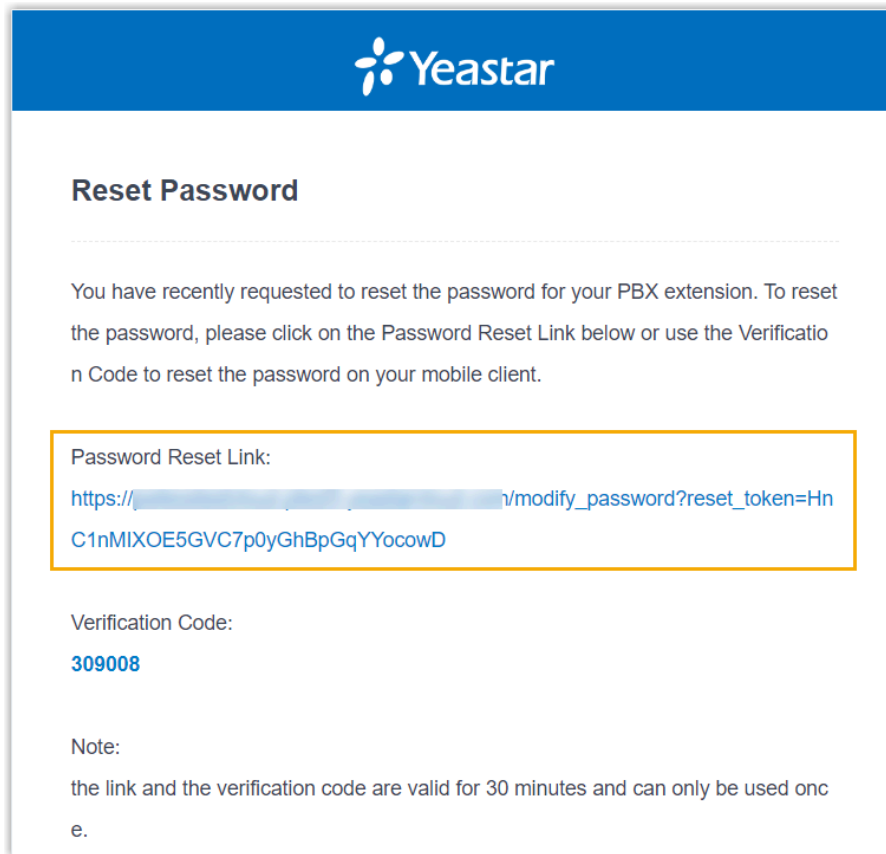 Yeastar
Reset Password
You have recently requested to reset the password for your PBX extension. To reset
the password, please click on the Password Reset Link below or use the Verificatio
n Code to reset the password on your mobile client.
Password Reset Link:
https:///modify_password?reset_token=Hn
C1nMIXOE5GVC7p0yGhBpGqYYocowD
Verification Code:
309008
Note:
the link and the verification code are valid for 30 minutes and can only be used onc
e.